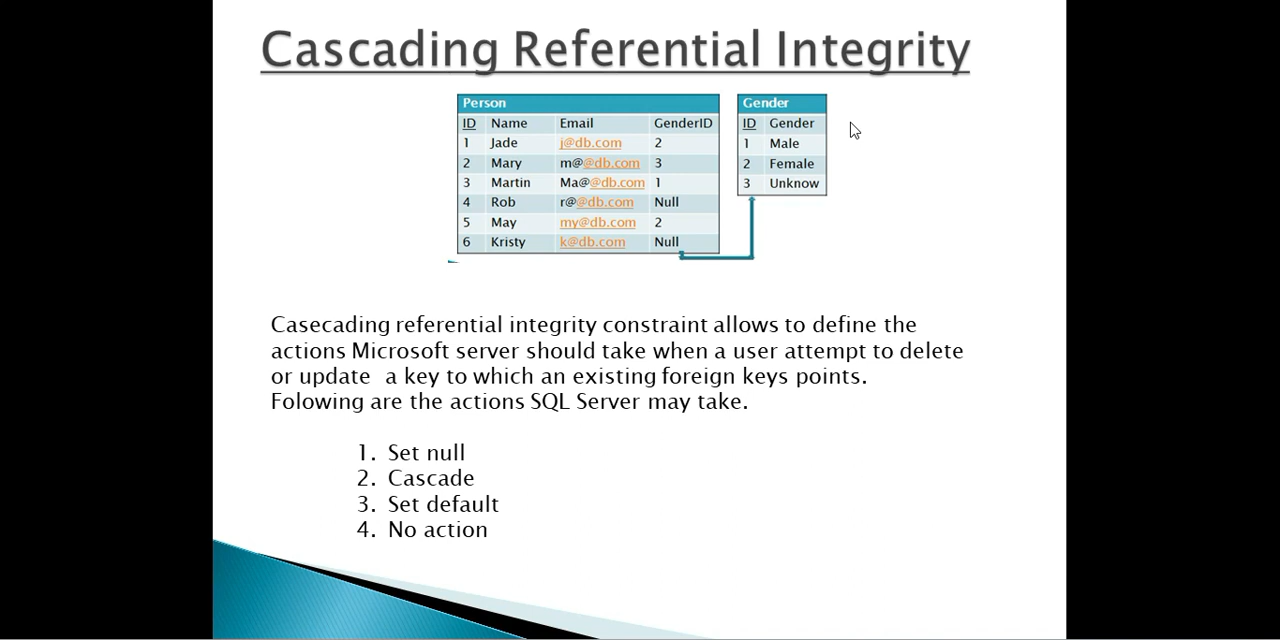 Cascading Referential Integrity
Person
ID Name Email GenderID
1 Jade j@db.com 2
2 Mary m@@db.com 3
3 Martin Ma@@db.com 1
4 Rob r@@db.com Null
5 May my@db.com 2
6 Kristy k@db.com Null
Gender
ID Gender
1 Male
2 Female
3 Unknow
Casecading referential integrity constraint allows to define the
actions Microsoft server should take when a user attempt to delete
or update a key to which an existing foreign keys points.
Folowing are the actions SQL Server may take.
1. Set null
2. Cascade
3. Set default
4. No action